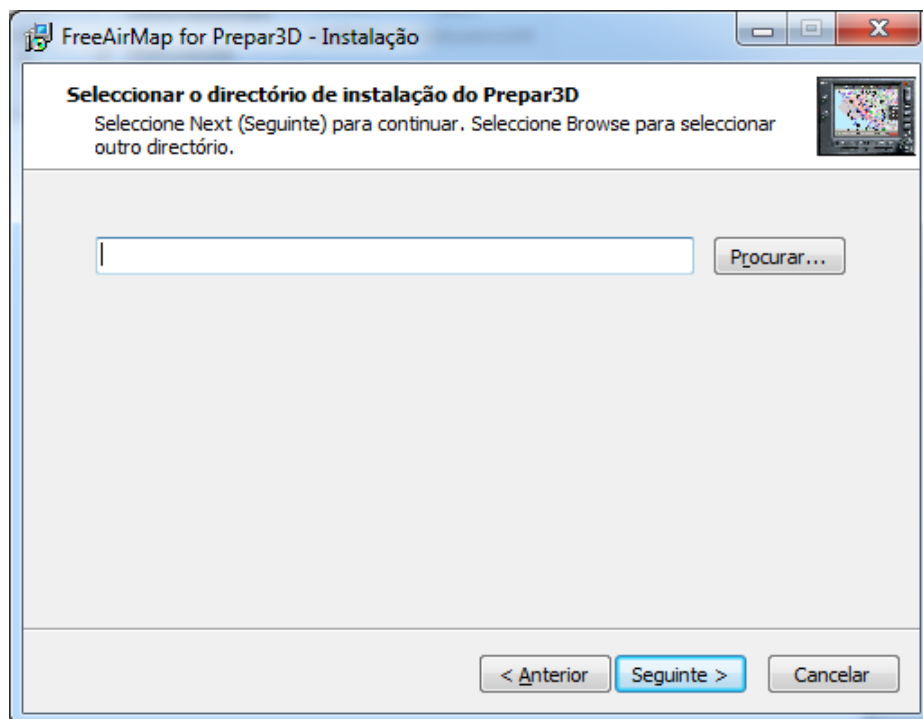 FreeAirMap for Prepar3D - Instalação
Seleccionar o directório de instalação do Prepar3D
Seleccione Next (Seguinte) para continuar. Seleccione Browse para seleccionar
outro directório.
Procurar...
< Anterior
Seguinte >
Cancelar